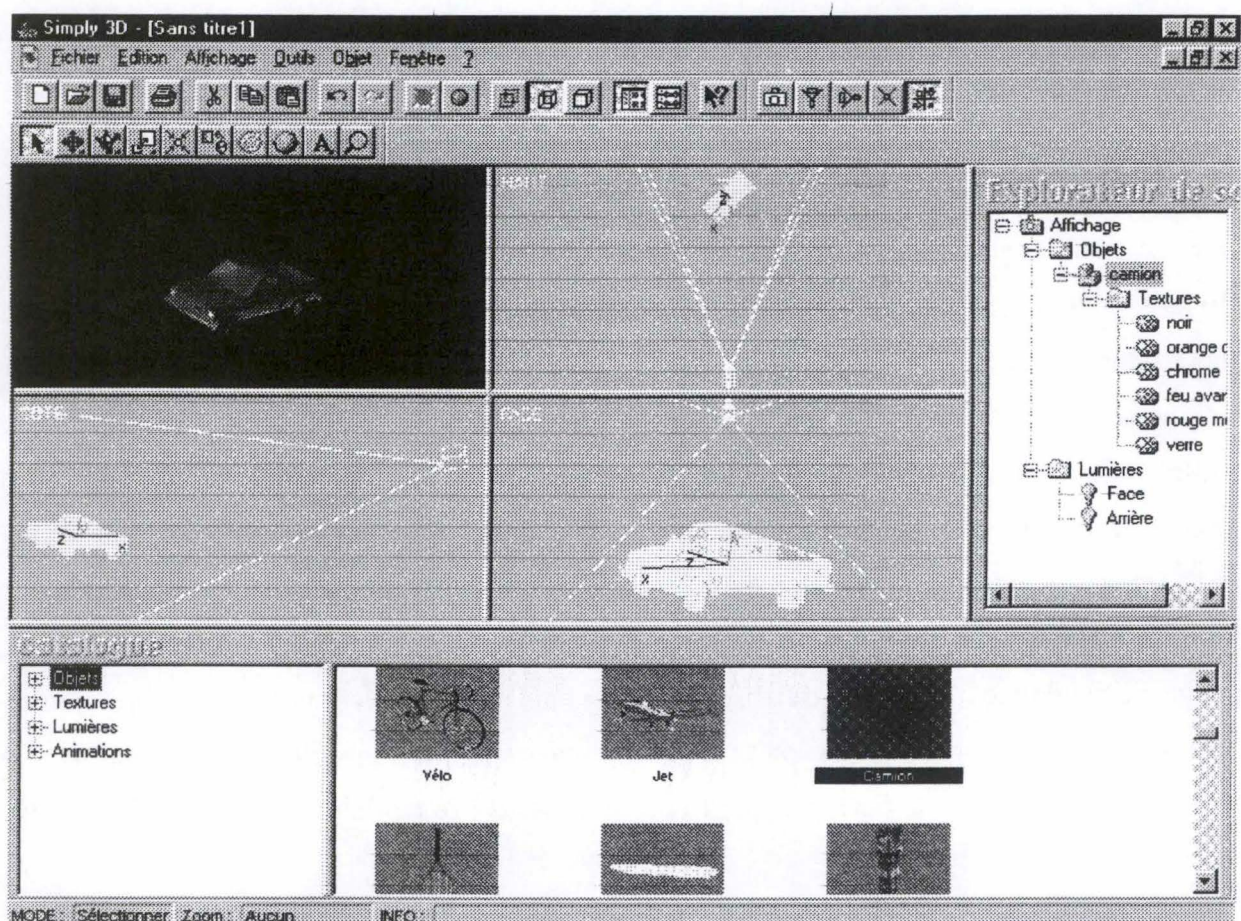 Simply 3D - [Sans titre1]
Fichier Edition Affichage Outils Objet Fenêtre ?
A
HAUT
Z
X
COTE
Z
X
FACE
Z
X
Explorateur de sc
Affichage
Objets
camion
Textures
noir
orange c
chrome
feu avar
rouge mé
verre
Lumières
Face
Arrière
Catalogue
Objets
Textures
Lumières
Animations
Vélo
Jet
Camion
MODE : Sélectionner Zoom : Aucun INFO :